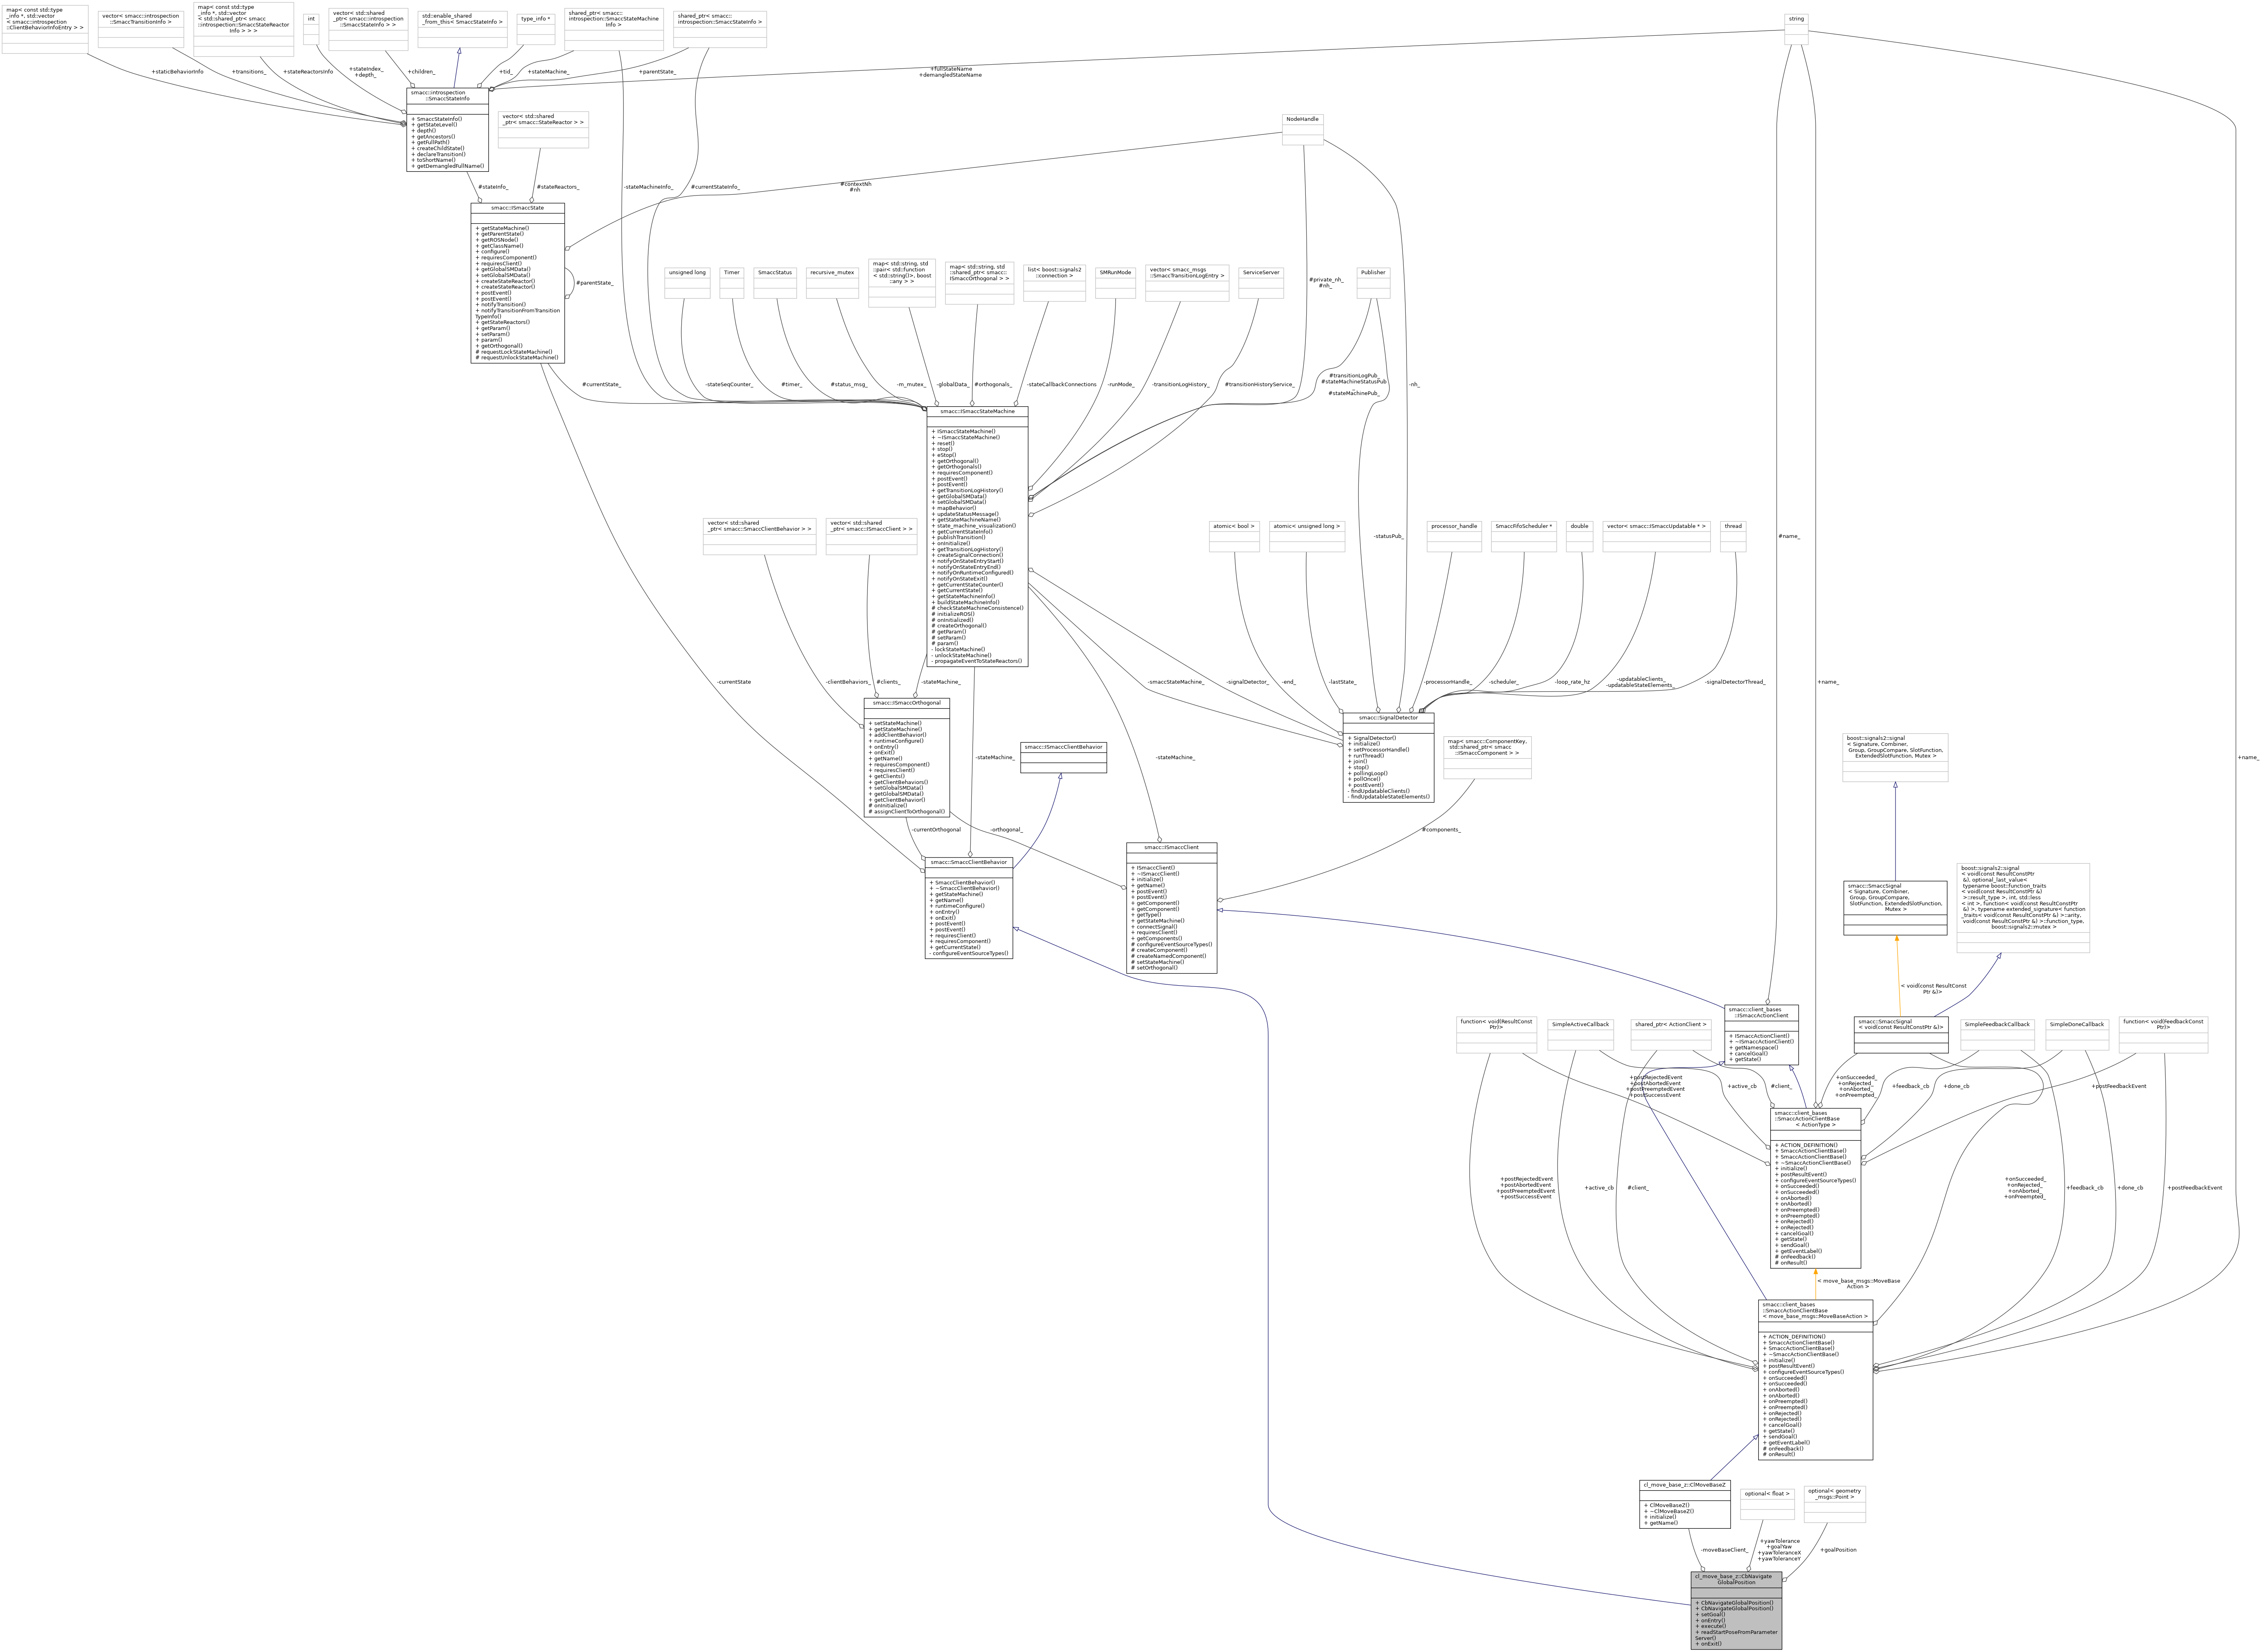 map< const std::type
_info *, std::vector
< smacc::introspection
::ClientBehaviorInfoEntry > >
vector< smacc::introspection
::SmaccTransitionInfo >
map< const std::type
_info *, std::vector
< std::shared_ptr< smacc
::introspection::SmaccStateReactor
Info > > >
int
vector< std::shared
_ptr< smacc::introspection
::SmaccStateInfo > >
std::enable_shared
_from_this< SmaccStateInfo >
type_info *
shared_ptr< smacc::
introspection::SmaccStateMachine
Info >
shared_ptr< smacc::
introspection::SmaccStateInfo >
string
+staticBehaviorInfo
+transitions_
+stateReactorsInfo
+stateIndex_
+depth_
+children_
+tid_
+stateMachine_
+parentState_
+fullStateName
+demangledStateName
smacc::introspection
::SmaccStateInfo
+ SmaccStateInfo()
+ getStateLevel()
+ depth()
+ getAncestors()
+ getFullPath()
+ createChildState()
+ declareTransition()
+ toShortName()
+ getDemangledFullName()
vector< std::shared
_ptr< smacc::StateReactor > >
NodeHandle
#stateInfo_
#stateReactors_
-stateMachineInfo_
#currentStateInfo_
#contextNh
#nh
smacc::ISmaccState
+ getStateMachine()
+ getParentState()
+ getROSNode()
+ getClassName()
+ configure()
+ requiresComponent()
+ requiresClient()
+ getGlobalSMData()
+ setGlobalSMData()
+ createStateReactor()
+ createStateReactor()
+ postEvent()
+ postEvent()
+ notifyTransition()
+ notifyTransitionFromTransition
TypeInfo()
+ getStateReactors()
+ getParam()
+ setParam()
+ param()
+ getOrthogonal()
# requestLockStateMachine()
# requestUnlockStateMachine()
#parentState_
unsigned long
Timer
SmaccStatus
recursive_mutex
map< std::string, std
::pair< std::function
< std::string()>, boost
::any > >
map< std::string, std
::shared_ptr< smacc::
ISmaccOrthogonal > >
list< boost::signals2
::connection >
SMRunMode
vector< smacc_msgs
::SmaccTransitionLogEntry >
ServiceServer
#private_nh_
#nh_
Publisher
#currentState_
-stateSeqCounter_
#timer_
#status_msg_
-m_mutex_
-globalData_
#orthogonals_
-stateCallbackConnections
-runMode_
-transitionLogHistory_
#transitionHistoryService_
#transitionLogPub_
#stateMachineStatusPub
_
#stateMachinePub_
-nh_
smacc::ISmaccStateMachine
+ ISmaccStateMachine()
+ ~ISmaccStateMachine()
+ reset()
+ stop()
+ eStop()
+ getOrthogonal()
+ getOrthogonals()
+ requiresComponent()
+ postEvent()
+ postEvent()
+ getTransitionLogHistory()
+ getGlobalSMData()
+ setGlobalSMData()
+ mapBehavior()
+ updateStatusMessage()
+ getStateMachineName()
+ state_machine_visualization()
+ getCurrentStateInfo()
+ publishTransition()
+ onInitialize()
+ getTransitionLogHistory()
+ createSignalConnection()
+ notifyOnStateEntryStart()
+ notifyOnStateEntryEnd()
+ notifyOnRuntimeConfigured()
+ notifyOnStateExit()
+ getCurrentStateCounter()
+ getCurrentState()
+ getStateMachineInfo()
+ buildStateMachineInfo()
# checkStateMachineConsistence()
# initializeROS()
# onInitialized()
# createOrthogonal()
# getParam()
# setParam()
# param()
- lockStateMachine()
- unlockStateMachine()
- propagateEventToStateReactors()
vector< std::shared
_ptr< smacc::SmaccClientBehavior > >
vector< std::shared
_ptr< smacc::ISmaccClient > >
atomic< bool >
atomic< unsigned long >
-statusPub_
processor_handle
SmaccFifoScheduler *
double
vector< smacc::ISmaccUpdatable * >
thread
#name_
-currentState
-clientBehaviors_
#clients_
-stateMachine_
-smaccStateMachine_
-signalDetector_
-end_
-lastState_
-processorHandle_
-scheduler_
-loop_rate_hz
-updatableClients_
-updatableStateElements_
-signalDetectorThread_
+name_
smacc::ISmaccOrthogonal
+ setStateMachine()
+ getStateMachine()
+ addClientBehavior()
+ runtimeConfigure()
+ onEntry()
+ onExit()
+ getName()
+ requiresComponent()
+ requiresClient()
+ getClients()
+ getClientBehaviors()
+ setGlobalSMData()
+ getGlobalSMData()
+ getClientBehavior()
# onInitialize()
# assignClientToOrthogonal()
smacc::SignalDetector
+ SignalDetector()
+ initialize()
+ setProcessorHandle()
+ runThread()
+ join()
+ stop()
+ pollingLoop()
+ pollOnce()
+ postEvent()
- findUpdatableClients()
- findUpdatableStateElements()
smacc::ISmaccClientBehavior
map< smacc::ComponentKey,
std::shared_ptr< smacc
::ISmaccComponent > >
boost::signals2::signal
< Signature, Combiner,
Group, GroupCompare, SlotFunction,
ExtendedSlotFunction, Mutex >
-stateMachine_
-stateMachine_
+name_
-currentOrthogonal
-orthogonal_
#components_
smacc::SmaccClientBehavior
+ SmaccClientBehavior()
+ ~SmaccClientBehavior()
+ getStateMachine()
+ getName()
+ runtimeConfigure()
+ onEntry()
+ onExit()
+ postEvent()
+ postEvent()
+ requiresClient()
+ requiresComponent()
+ getCurrentState()
- configureEventSourceTypes()
smacc::ISmaccClient
+ ISmaccClient()
+ ~ISmaccClient()
+ initialize()
+ getName()
+ postEvent()
+ postEvent()
+ getComponent()
+ getComponent()
+ getType()
+ getStateMachine()
+ connectSignal()
+ requiresClient()
+ getComponents()
# configureEventSourceTypes()
# createComponent()
# createNamedComponent()
# setStateMachine()
# setOrthogonal()
smacc::SmaccSignal
< Signature, Combiner,
Group, GroupCompare,
SlotFunction, ExtendedSlotFunction,
Mutex >
boost::signals2::signal
< void(const ResultConstPtr
&), optional_last_value<
typename boost::function_traits
< void(const ResultConstPtr &)
>::result_type >, int, std::less
< int >, function< void(const ResultConstPtr
&) >, typename extended_signature< function
_traits< void(const ResultConstPtr &) >::arity,
void(const ResultConstPtr &) >::function_type,
boost::signals2::mutex >
< void(const ResultConst
Ptr &)>
smacc::client_bases
::ISmaccActionClient
+ ISmaccActionClient()
+ ~ISmaccActionClient()
+ getNamespace()
+ cancelGoal()
+ getState()
function< void(ResultConst
Ptr)>
SimpleActiveCallback
shared_ptr< ActionClient >
smacc::SmaccSignal
< void(const ResultConstPtr &)>
SimpleFeedbackCallback
SimpleDoneCallback
function< void(FeedbackConst
Ptr)>
+postRejectedEvent
+postAbortedEvent
+postPreemptedEvent
+postSuccessEvent
+active_cb
#client_
+onSucceeded_
+onRejected_
+onAborted_
+onPreempted_
+feedback_cb
+done_cb
+postFeedbackEvent
smacc::client_bases
::SmaccActionClientBase
< ActionType >
+ ACTION_DEFINITION()
+ SmaccActionClientBase()
+ SmaccActionClientBase()
+ ~SmaccActionClientBase()
+ initialize()
+ postResultEvent()
+ configureEventSourceTypes()
+ onSucceeded()
+ onSucceeded()
+ onAborted()
+ onAborted()
+ onPreempted()
+ onPreempted()
+ onRejected()
+ onRejected()
+ cancelGoal()
+ getState()
+ sendGoal()
+ getEventLabel()
# onFeedback()
# onResult()
+postRejectedEvent
+postAbortedEvent
+postPreemptedEvent
+postSuccessEvent
+active_cb
#client_
+onSucceeded_
+onRejected_
+onAborted_
+onPreempted_
+feedback_cb
+done_cb
+postFeedbackEvent
< move_base_msgs::MoveBase
Action >
smacc::client_bases
::SmaccActionClientBase
< move_base_msgs::MoveBaseAction >
+ ACTION_DEFINITION()
+ SmaccActionClientBase()
+ SmaccActionClientBase()
+ ~SmaccActionClientBase()
+ initialize()
+ postResultEvent()
+ configureEventSourceTypes()
+ onSucceeded()
+ onSucceeded()
+ onAborted()
+ onAborted()
+ onPreempted()
+ onPreempted()
+ onRejected()
+ onRejected()
+ cancelGoal()
+ getState()
+ sendGoal()
+ getEventLabel()
# onFeedback()
# onResult()
cl_move_base_z::ClMoveBaseZ
+ ClMoveBaseZ()
+ ~ClMoveBaseZ()
+ initialize()
+ getName()
optional< float >
optional< geometry
_msgs::Point >
-moveBaseClient_
+yawTolerance
+goalYaw
+yawToleranceX
+yawToleranceY
+goalPosition
cl_move_base_z::CbNavigate
GlobalPosition
+ CbNavigateGlobalPosition()
+ CbNavigateGlobalPosition()
+ setGoal()
+ onEntry()
+ execute()
+ readStartPoseFromParameter
Server()
+ onExit()